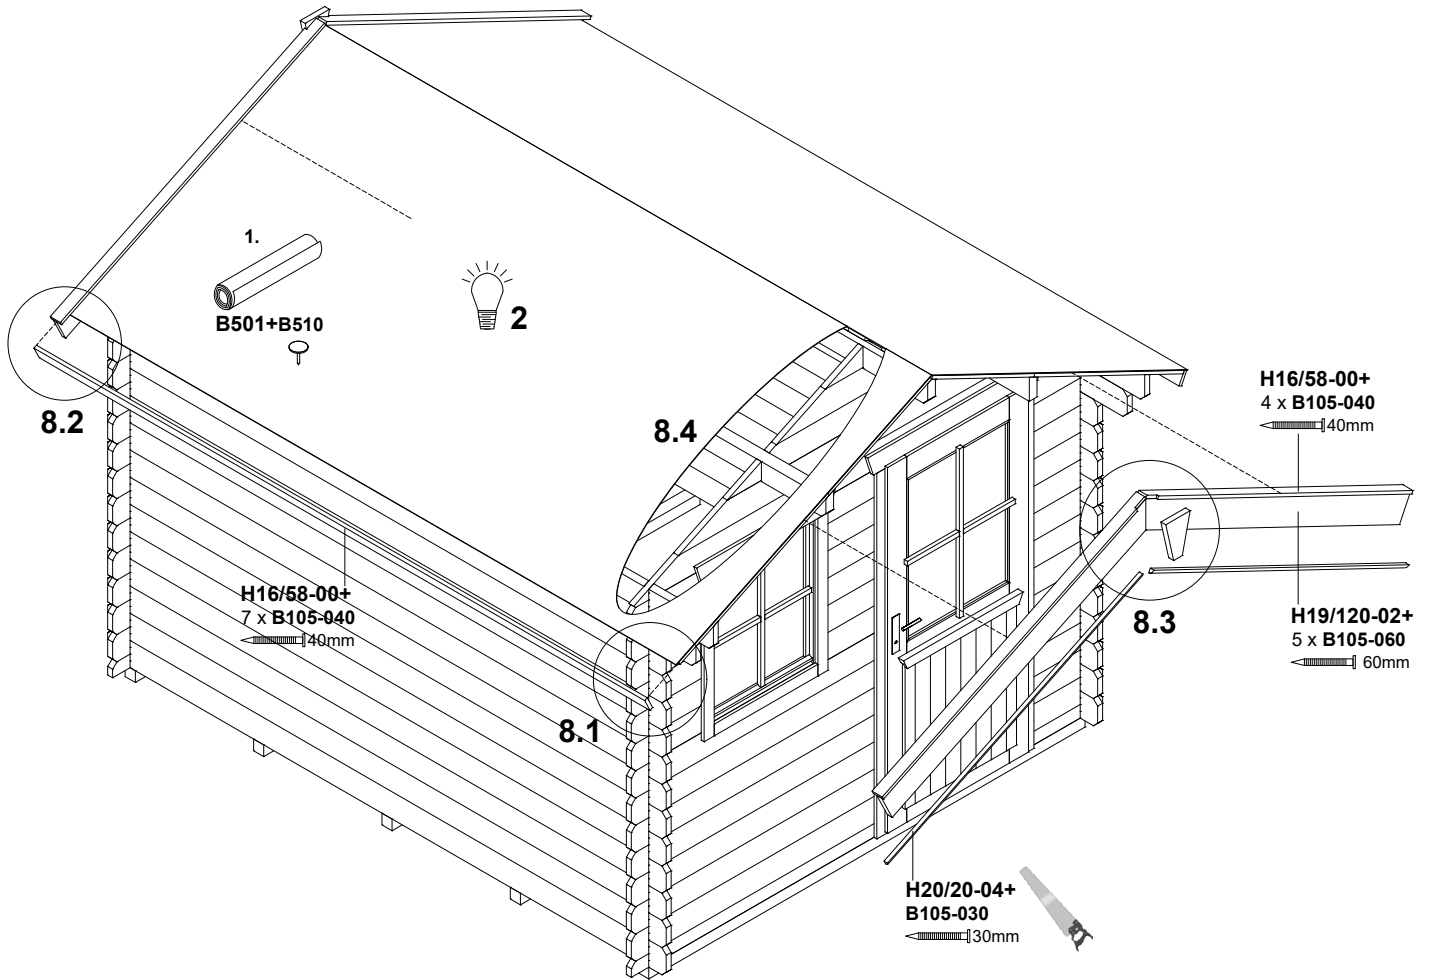 1.
B501+B510
2
8.2
8.4
H16/58-00+
4 x B105-040
40mm
H16/58-00+
7 x B105-040
40mm
8.3
H19/120-02+
5 x B105-060
60mm
8.1
H20/20-04+
B105-030
30mm